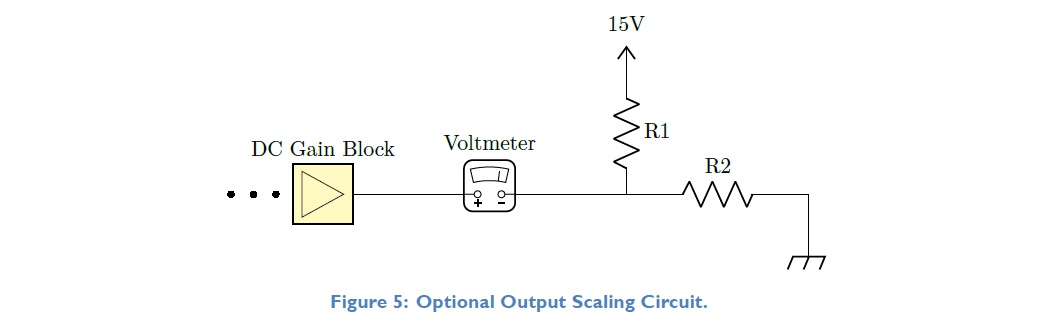 15V
R1
DC Gain Block
Voltmeter
R2
+ −
Figure 5: Optional Output Scaling Circuit.